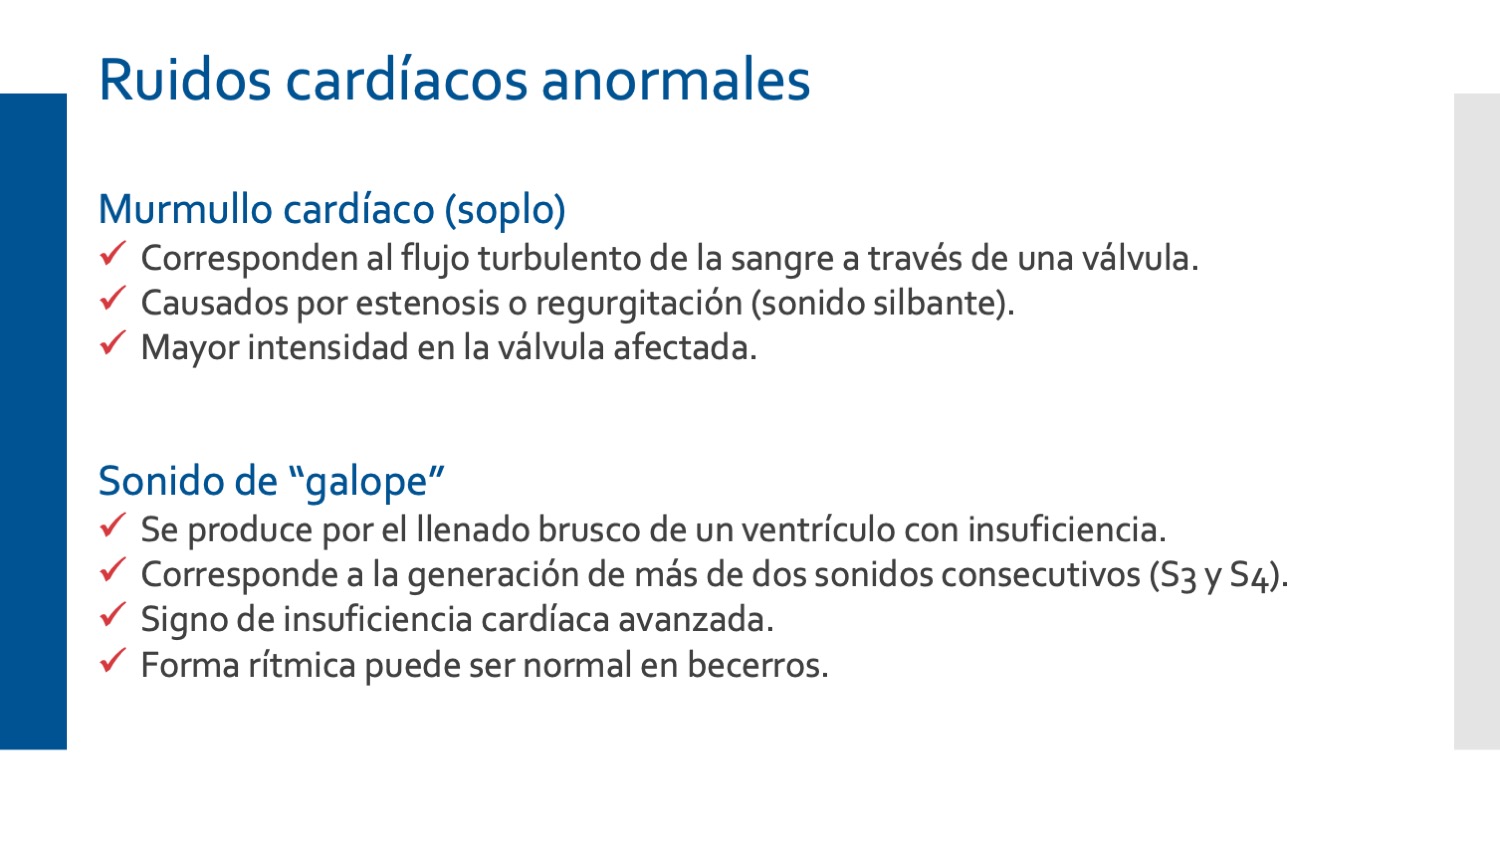 Ruidos cardíacos anormales
Murmullo cardíaco (soplo)
✓ Corresponden al flujo turbulento de la sangre a través de una válvula.
✓ Causados por estenosis o regurgitación (sonido silbante).
✓ Mayor intensidad en la válvula afectada.
Sonido de “galope”
✓ Se produce por el llenado brusco de un ventrículo con insuficiencia.
✓ Corresponde a la generación de más de dos sonidos consecutivos (S3 y S4).
✓ Signo de insuficiencia cardíaca avanzada.
✓ Forma rítmica puede ser normal en becerros.